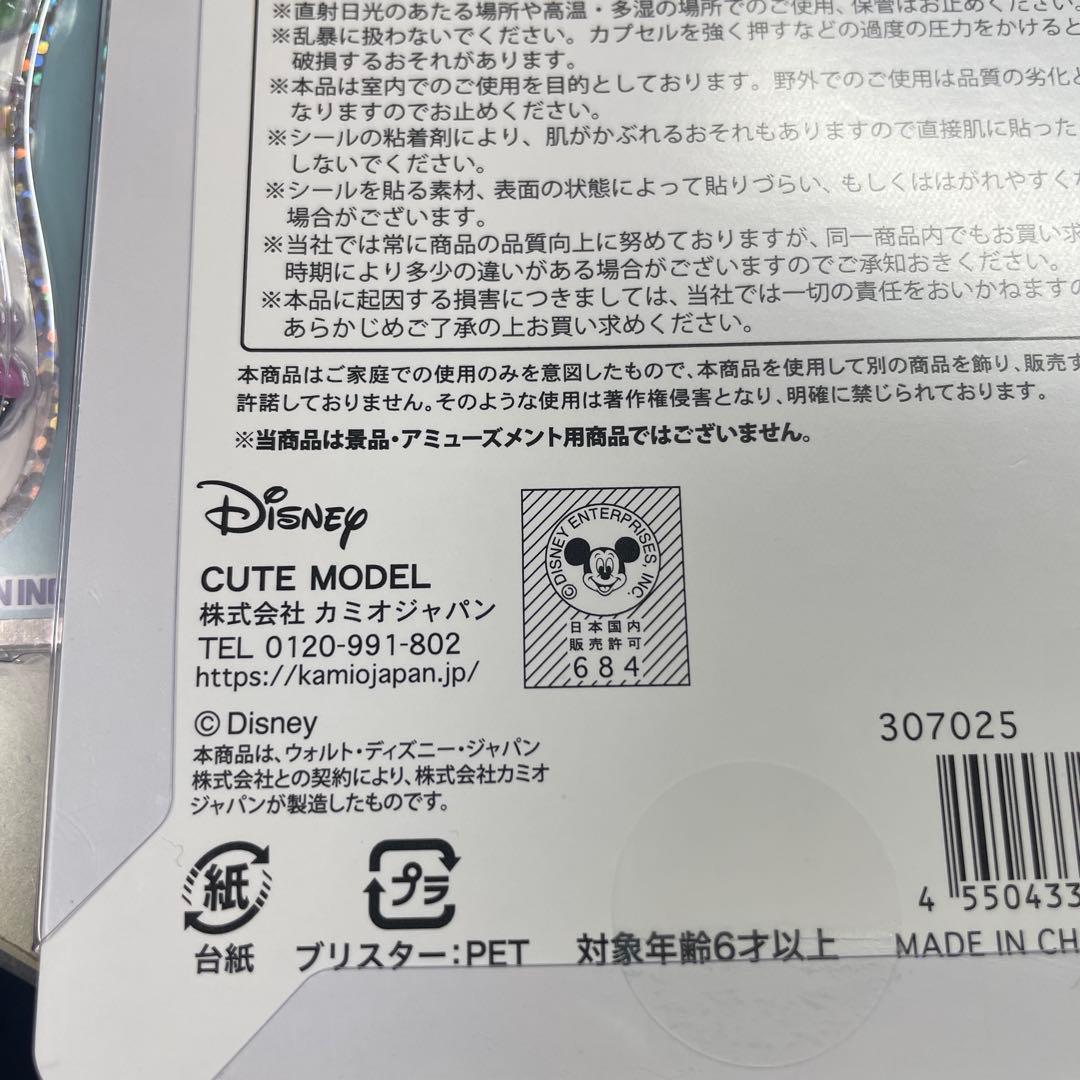 ※直射日光のあたる場所や高温・多湿の場所でのご使用、保管はお止めください。
※乱暴に扱わないでください。カプセルを強く押すなどの過度の圧力をかけると
破損するおそれがあります。
※本品は室内でのご使用を目的としております。野外でのご使用は品質の劣化と
なりますのでお止めください。
※シールの粘着剤により、肌がかぶれるおそれもありますので直接肌に貼った
しないでください。
※シールを貼る素材、表面の状態によって貼りづらい、もしくははがれやすくな
場合がございます。
※当社では常に商品の品質向上に努めておりますが、同一商品内でもお買い求
時期により多少の違いがある場合がございますのでご承知おきください。
※本品に起因する損害につきましては、当社では一切の責任をおいかねますの
あらかじめご了承の上お買い求めください。
本商品はご家庭での使用のみを意図したもので、本商品を使用して別の商品を飾り、販売す
許諾しておりません。そのような使用は著作権侵害となり、明確に禁じられております。
※当商品は景品・アミューズメント用商品ではございません。
Disney
CUTE MODEL
株式会社 カミオジャパン
TEL 0120-991-802
https://kamiojapan.jp/
©DISNEY ENTERPRISES, INC.
日本国内
販売許可
684
©Disney
本商品は、ウォルト・ディズニー・ジャパン
株式会社との契約により、株式会社カミオ
ジャパンが製造したものです。
307025
4 550433
紙
台紙
プラ
ブリスター:PET
対象年齢6才以上
MADE IN CH